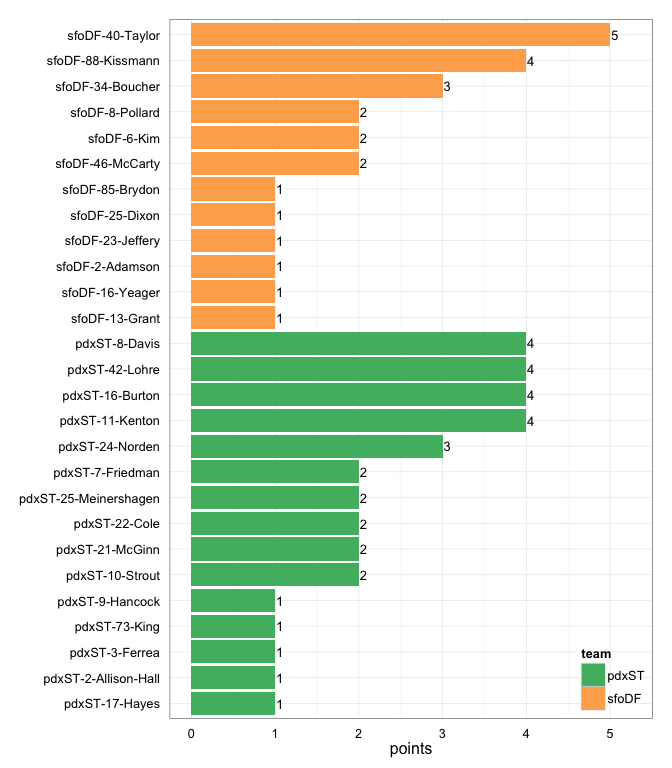 sfoDF-40-Taylor 5
sfoDF-88-Kissmann 4
sfoDF-34-Boucher 3
sfoDF-8-Pollard 2
sfoDF-6-Kim 2
sfoDF-46-McCarty 2
sfoDF-85-Brydon 1
sfoDF-25-Dixon 1
sfoDF-23-Jeffery 1
sfoDF-2-Adamson 1
sfoDF-16-Yeager 1
sfoDF-13-Grant 1
pdxST-8-Davis 4
pdxST-42-Lohre 4
pdxST-16-Burton 4
pdxST-11-Kenton 4
pdxST-24-Norden 3
pdxST-7-Friedman 2
pdxST-25-Meinershagen 2
pdxST-22-Cole 2
pdxST-21-McGinn 2
pdxST-10-Strout 2
pdxST-9-Hancock 1
pdxST-73-King 1
pdxST-3-Ferrea 1
pdxST-2-Allison-Hall 1
pdxST-17-Hayes 1
team
pdxST
sfoDF
0 1 2 3 4 5
points